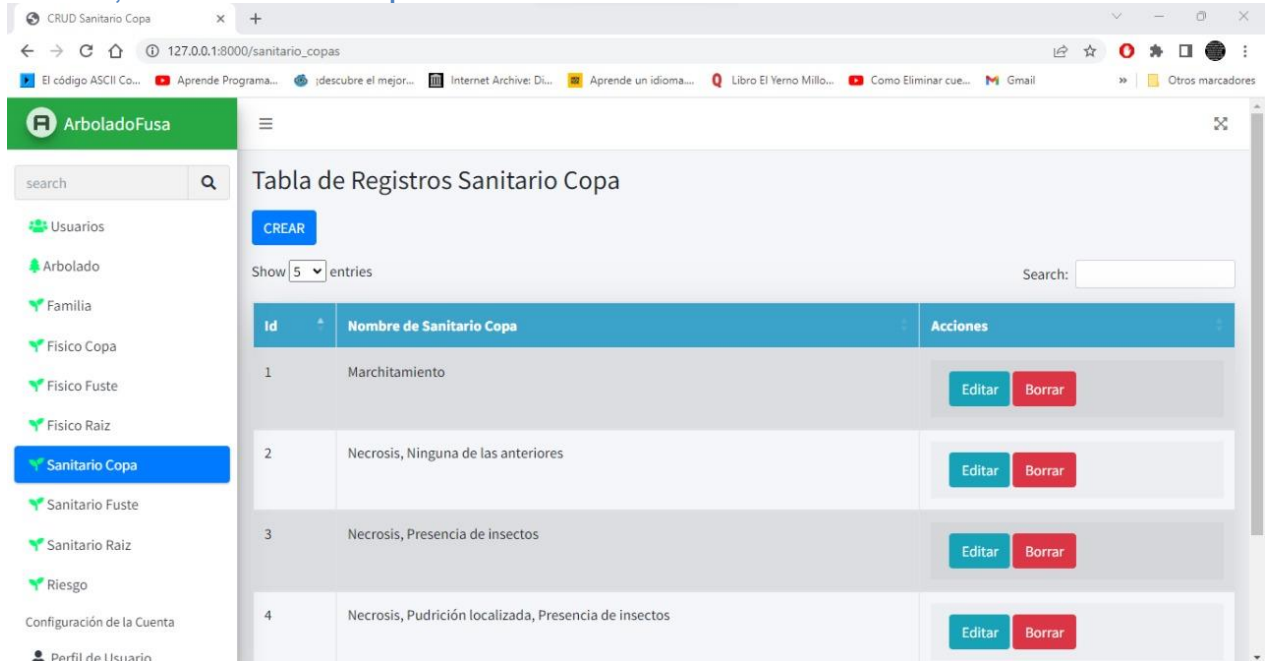 CRUD Sanitario Copa
127.0.0.1:8000/sanitario_copas
El código ASCII Co... Aprende Programa... ¡descubre el mejor... Internet Archive: Di... Aprende un idioma.... Libro El Yerno Millo... Como Eliminar cue... Gmail » Otros marcadores
ArboladoFusa
search
Usuarios
Arbolado
Familia
Fisico Copa
Fisico Fuste
Fisico Raiz
Sanitario Copa
Sanitario Fuste
Sanitario Raiz
Riesgo
Configuración de la Cuenta
Perfil de Usuario
Tabla de Registros Sanitario Copa
CREAR
Show 5 entries Search:
Id Nombre de Sanitario Copa Acciones
1 Marchitamiento Editar Borrar
2 Necrosis, Ninguna de las anteriores Editar Borrar
3 Necrosis, Presencia de insectos Editar Borrar
4 Necrosis, Pudrición localizada, Presencia de insectos Editar Borrar